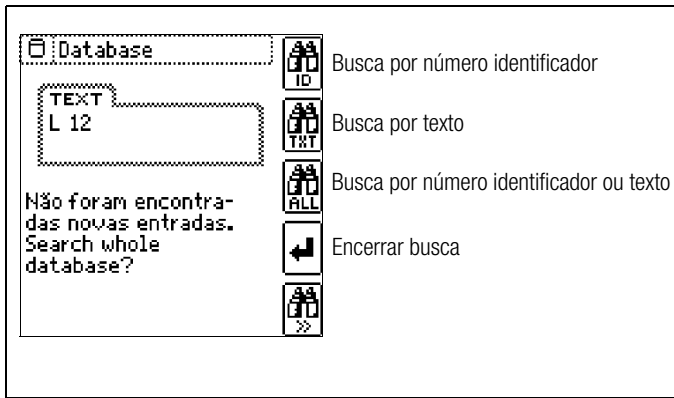 Database
ID
Busca por número identificador
TEXT
L 12
TXT
Busca por texto
ALL
Busca por número identificador ou texto
Não foram encontra-
das novas entradas.
Search whole
database?
Encerrar busca
>>